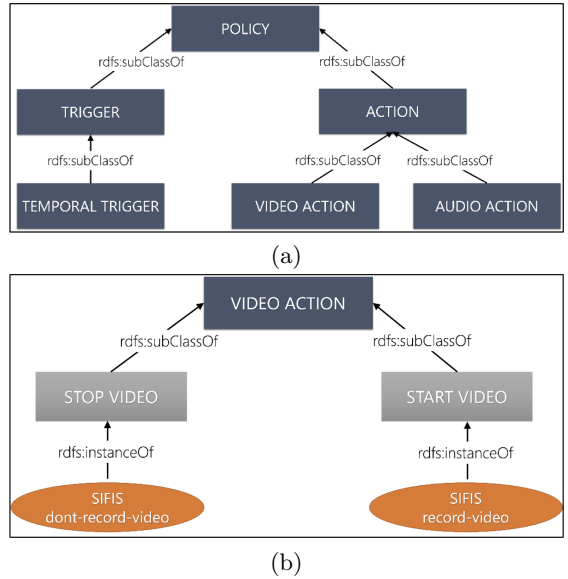 POLICY
rdfs:subClassOf
rdfs:subClassOf
TRIGGER
ACTION
rdfs:subClassOf
rdfs:subClassOf
rdfs:subClassOf
TEMPORAL TRIGGER
VIDEO ACTION
AUDIO ACTION
(a)
VIDEO ACTION
rdfs:subClassOf
rdfs:subClassOf
STOP VIDEO
START VIDEO
rdfs:instanceOf
rdfs:instanceOf
SIFIS
dont-record-video
SIFIS
record-video
(b)